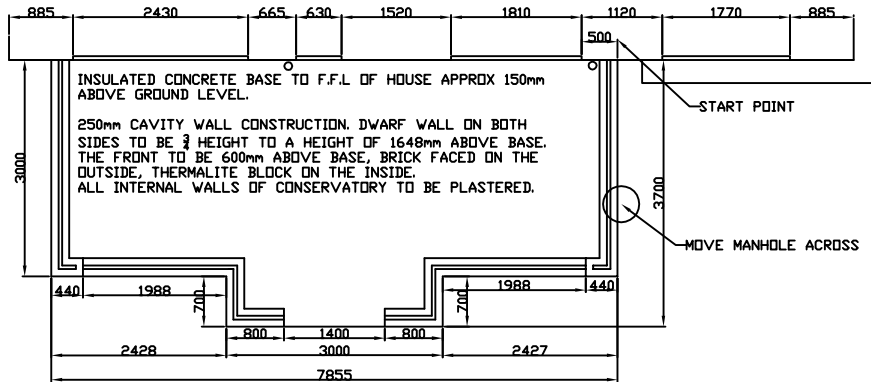 885 2430 665 630 1520 1810 1120 1770 885
500
INSULATED CONCRETE BASE TO F.F.L OF HOUSE APPROX 150mm
ABOVE GROUND LEVEL.
START POINT
250mm CAVITY WALL CONSTRUCTION. DWARF WALL ON BOTH
SIDES TO BE ¾ HEIGHT TO A HEIGHT OF 1648mm ABOVE BASE.
THE FRONT TO BE 600mm ABOVE BASE, BRICK FACED ON THE
OUTSIDE, THERMALITE BLOCK ON THE INSIDE.
ALL INTERNAL WALLS OF CONSERVATORY TO BE PLASTERED.
3000
3700
MOVE MANHOLE ACROSS
440 1988 700 700 1988 440
800 1400 800
2428 3000 2427
7855